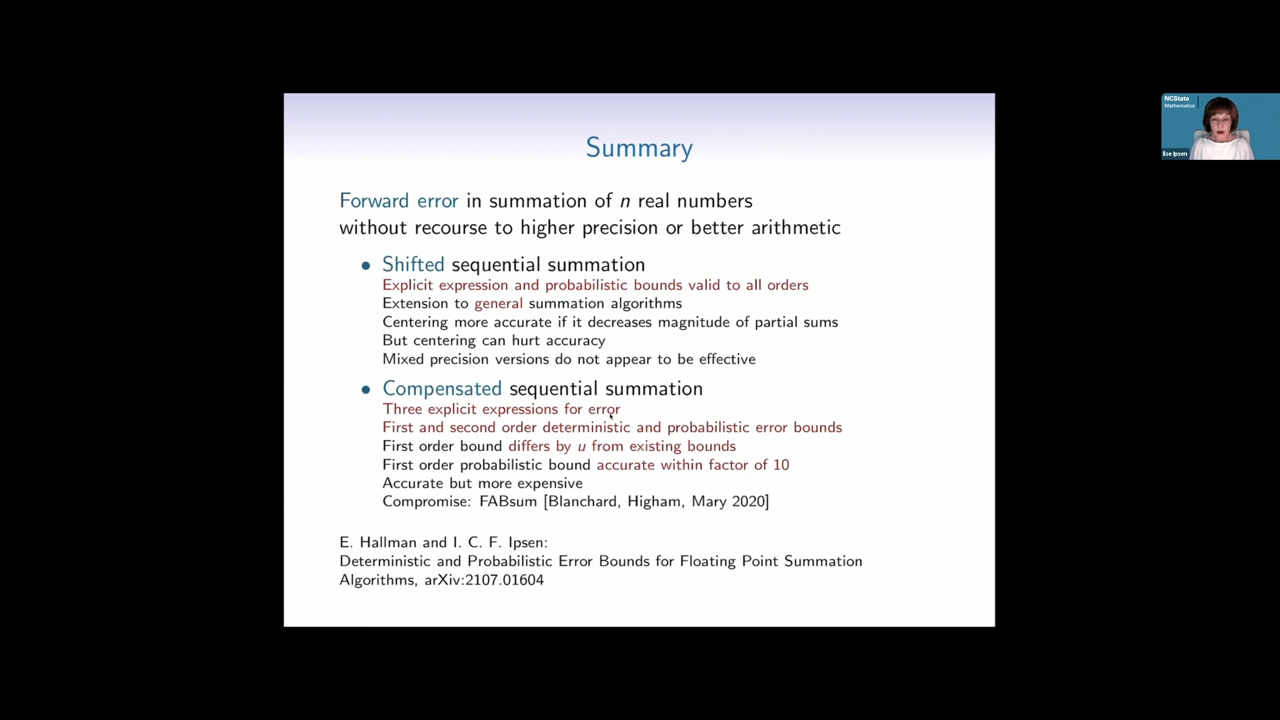 Summary
Forward error in summation of n real numbers
without recourse to higher precision or better arithmetic
• Shifted sequential summation
Explicit expression and probabilistic bounds valid to all orders
Extension to general summation algorithms
Centering more accurate if it decreases magnitude of partial sums
But centering can hurt accuracy
Mixed precision versions do not appear to be effective
• Compensated sequential summation
Three explicit expressions for error
First and second order deterministic and probabilistic error bounds
First order bound differs by u from existing bounds
First order probabilistic bound accurate within factor of 10
Accurate but more expensive
Compromise: FABsum [Blanchard, Higham, Mary 2020]
E. Hallman and I. C. F. Ipsen:
Deterministic and Probabilistic Error Bounds for Floating Point Summation
Algorithms, arXiv:2107.01604
NCState
Mathematics
Ilse Ipsen